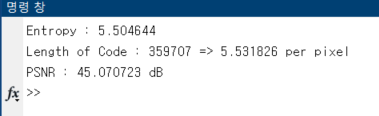 명령 창
Entropy : 5.504644
Length of Code : 359707 => 5.531826 per pixel
PSNR : 45.070723 dB
fx >>